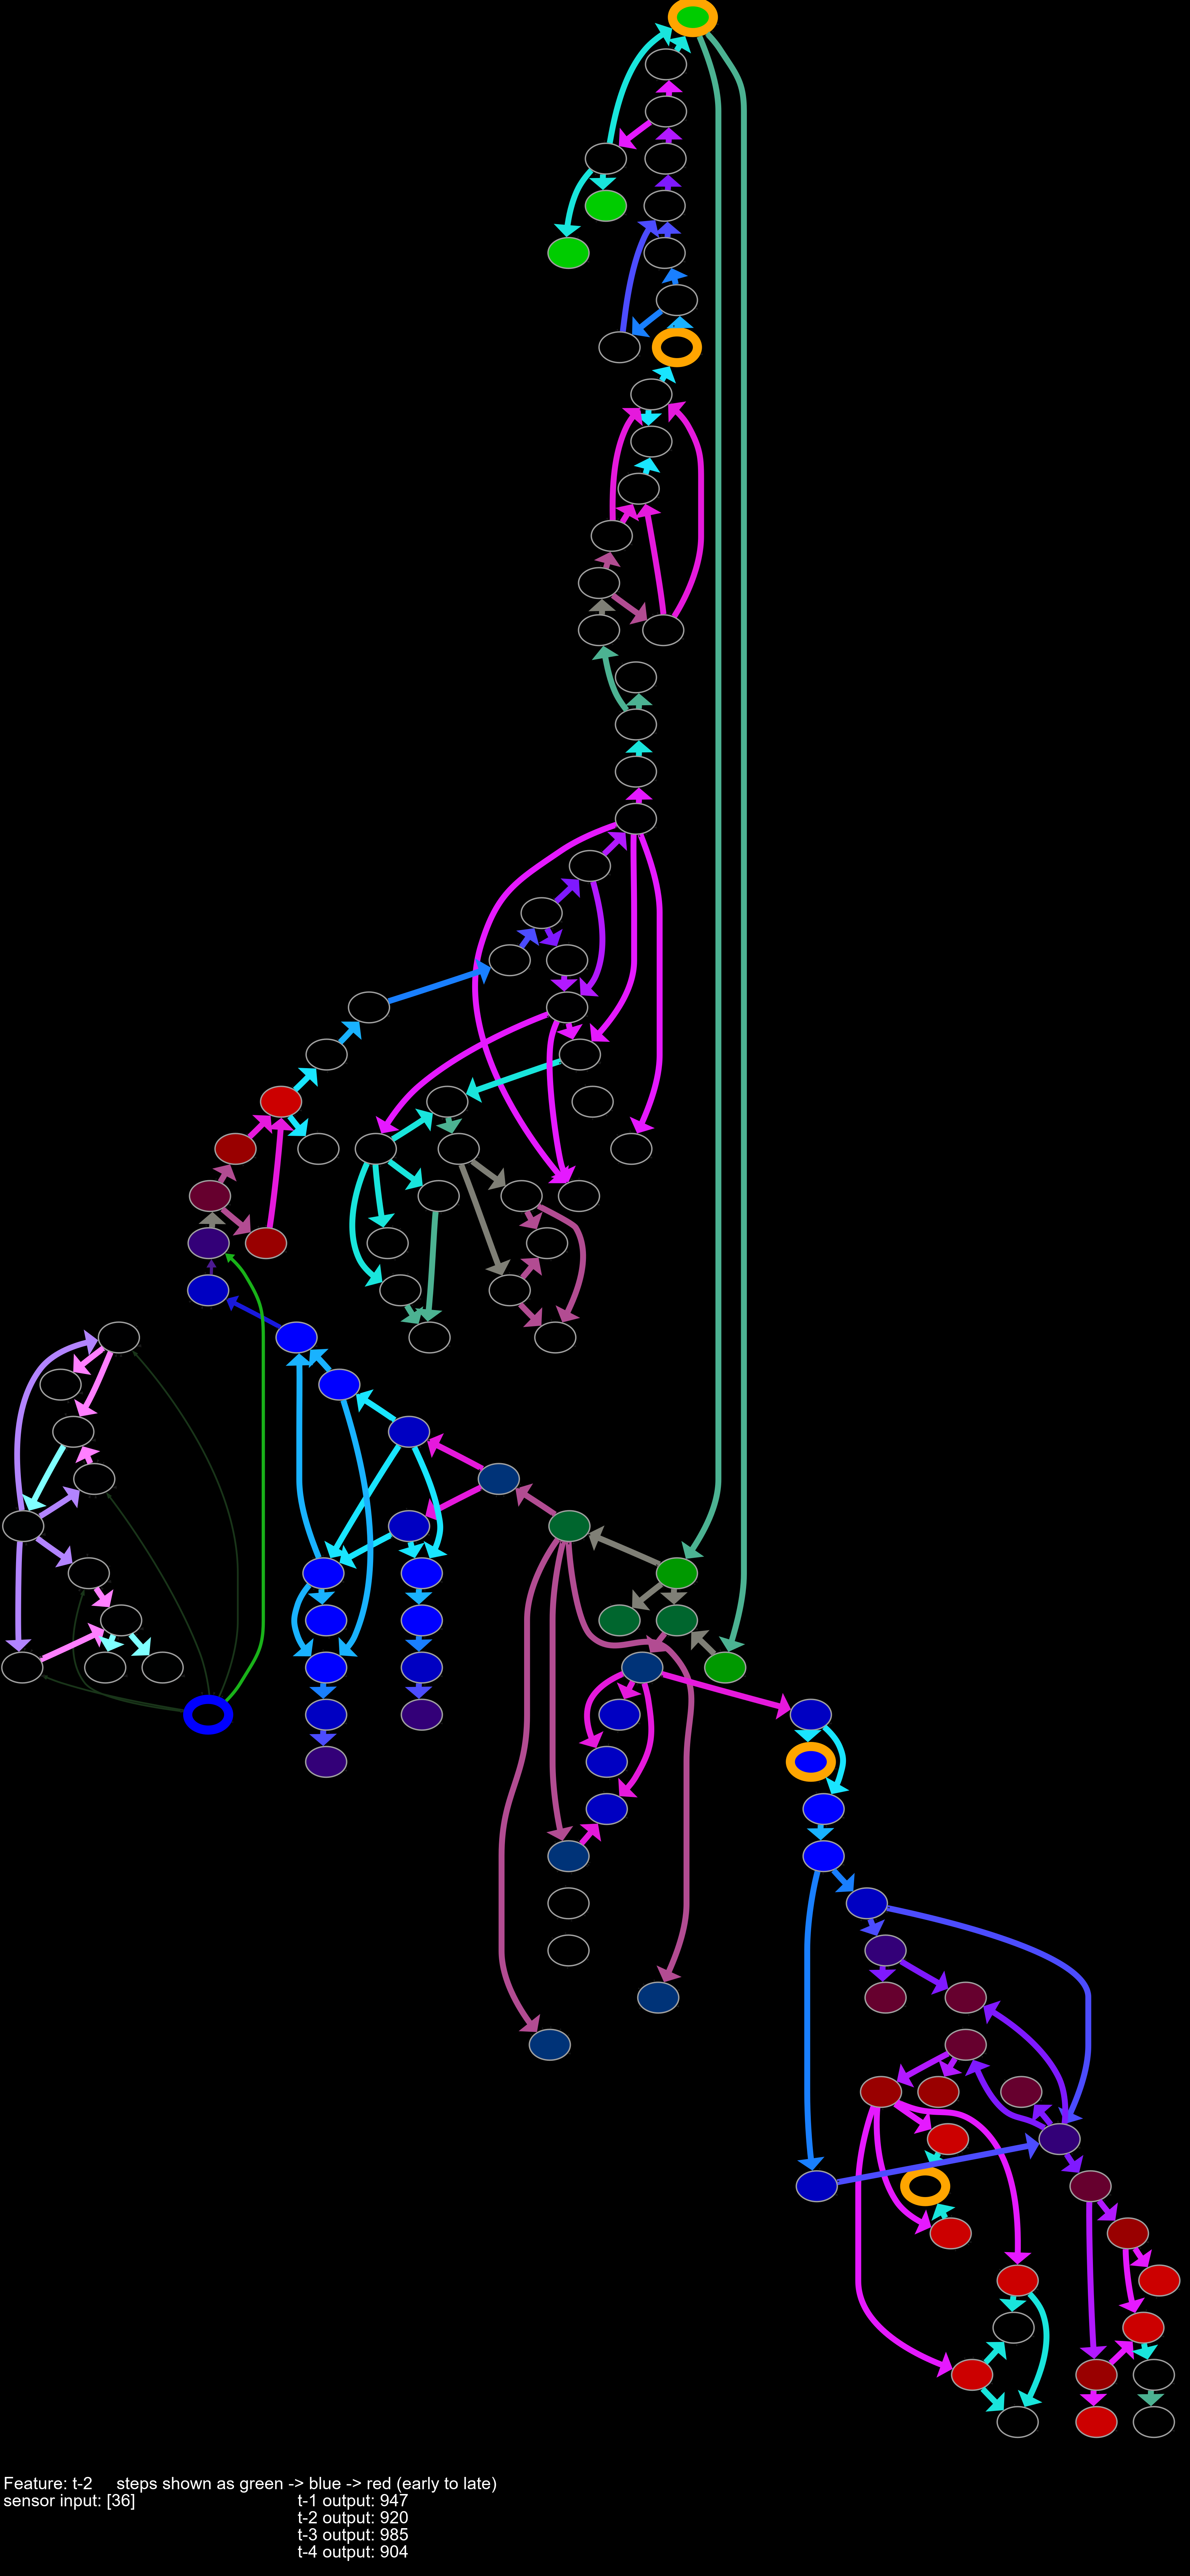 Feature: t-2     steps shown as green -> blue -> red (early to late)
sensor input: [36]     t-1 output: 947
t-2 output: 920
t-3 output: 985
t-4 output: 904